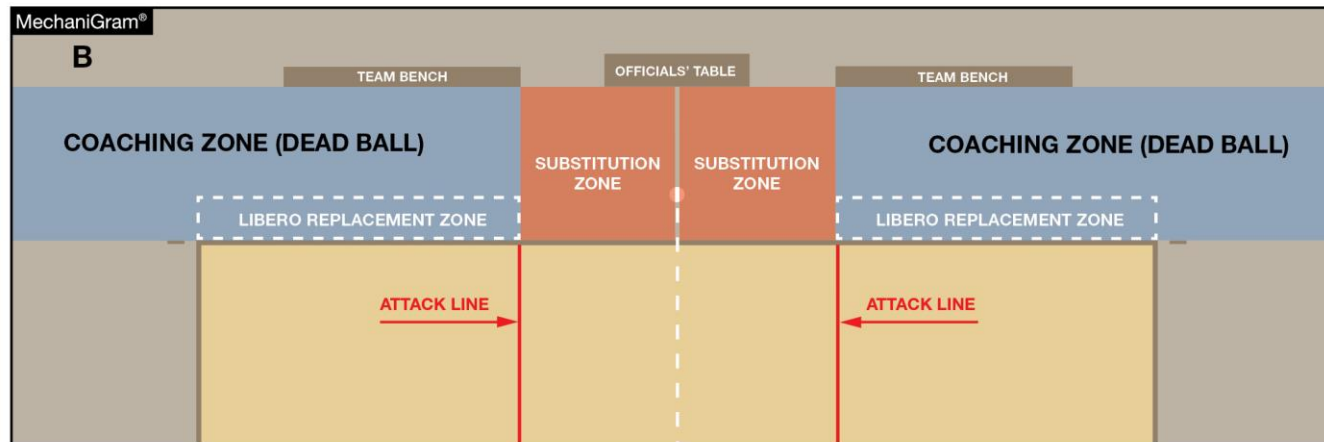 MechaniGram®
B
TEAM BENCH
OFFICIALS' TABLE
TEAM BENCH
COACHING ZONE (DEAD BALL)
SUBSTITUTION
ZONE
SUBSTITUTION
ZONE
COACHING ZONE (DEAD BALL)
LIBERO REPLACEMENT ZONE
LIBERO REPLACEMENT ZONE
ATTACK LINE
ATTACK LINE